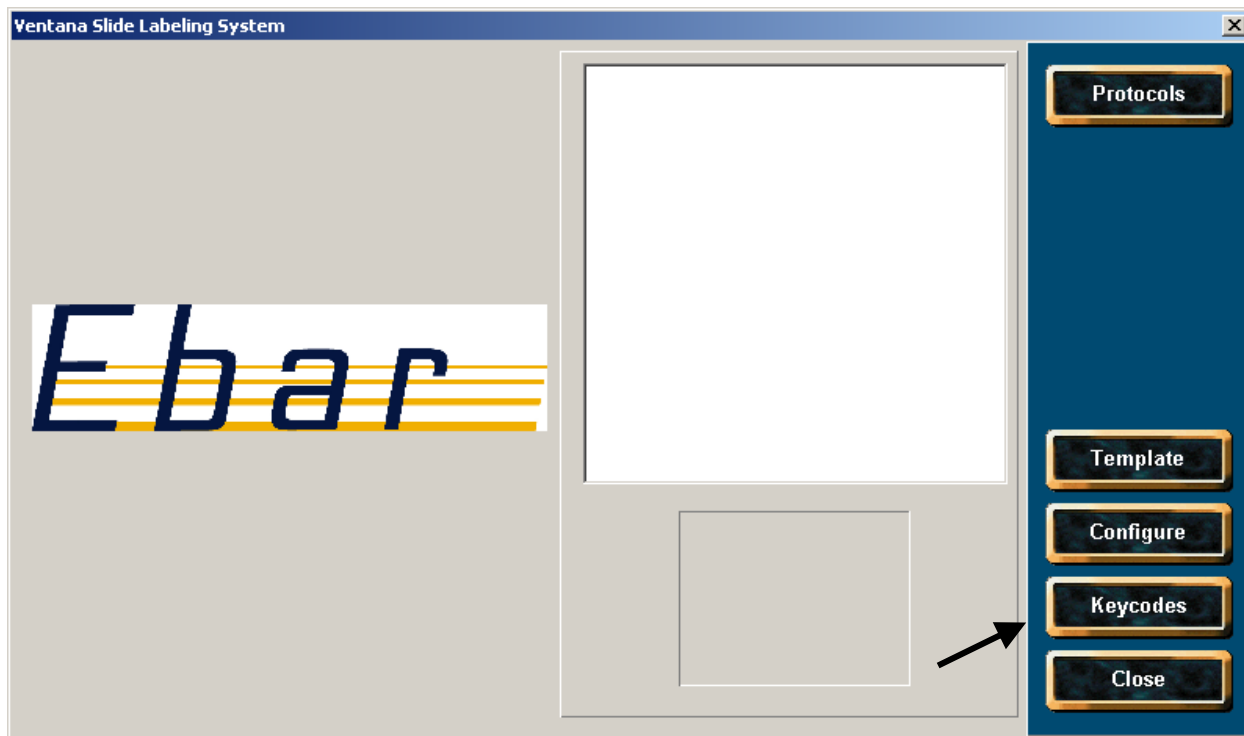 Ventana Slide Labeling System
Protocols
Ebar
Template
Configure
Keycodes
Close